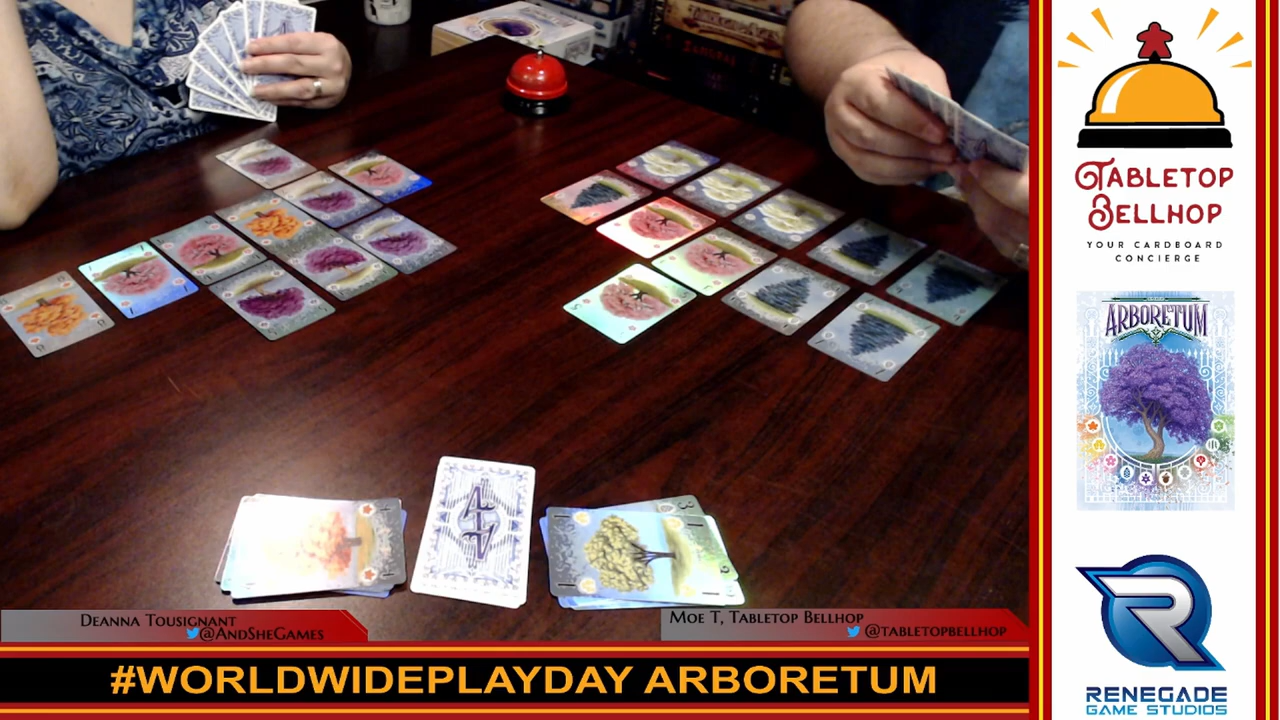 TABLETOP
BELLHOP
YOUR CARDBOARD
CONCIERGE
ARBORETUM
RENEGADE
GAME STUDIOS
DEANNA TOUSIGNANT
@ANDSHEGAMES
MOE T, TABLETOP BELLHOP
@TABLETOPBELLHOP
#WORLDWIDEPLAYDAY ARBORETUM